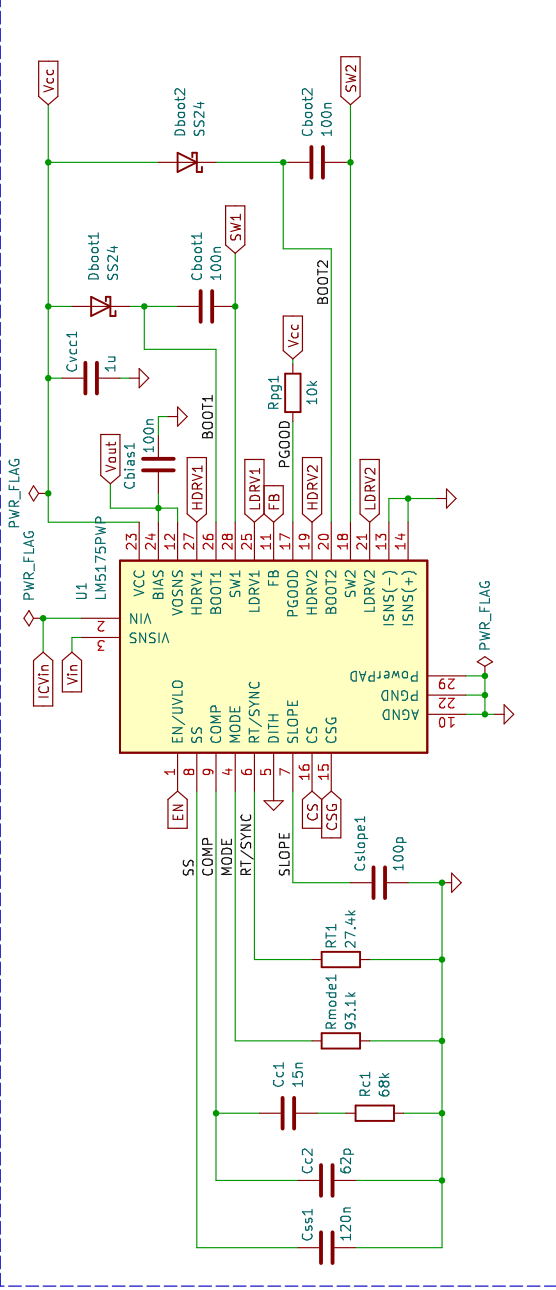 Vcc
SW2
Dboot2
SS24
Cboot2
100n
SW1
Dboot1
SS24
Cboot1
100n
BOOT2
Cvcc1
1u
Vcc
Rpg1
10k
BOOT1
PGOOD
Vout
Cbias1
100n
PWR_FLAG
HDRV1
LDRV1
FB
HDRV2
LDRV2
PWR_FLAG
U1
LM5175PWP
23
24
12
27
26
28
25
11
17
19
20
18
21
13
14
VCC
BIAS
VOSNS
HDRV1
BOOT1
SW1
LDRV1
FB
PGOOD
HDRV2
BOOT2
SW2
LDRV2
ISNS(-)
ISNS(+)
ICVin
Vin
2
3
VIN
VISNS
PowerPAD
PGND
AGND
29
22
10
PWR_FLAG
EN/UVLO
SS
COMP
MODE
RT/SYNC
DITH
SLOPE
CS
CSG
1
8
9
4
6
5
7
16
15
EN
CS
CSG
SS
COMP
MODE
RT/SYNC
SLOPE
Cslope1
100p
RT1
27.4k
Rmode1
93.1k
Cc1
15n
Rc1
68k
Cc2
62p
Css1
120n